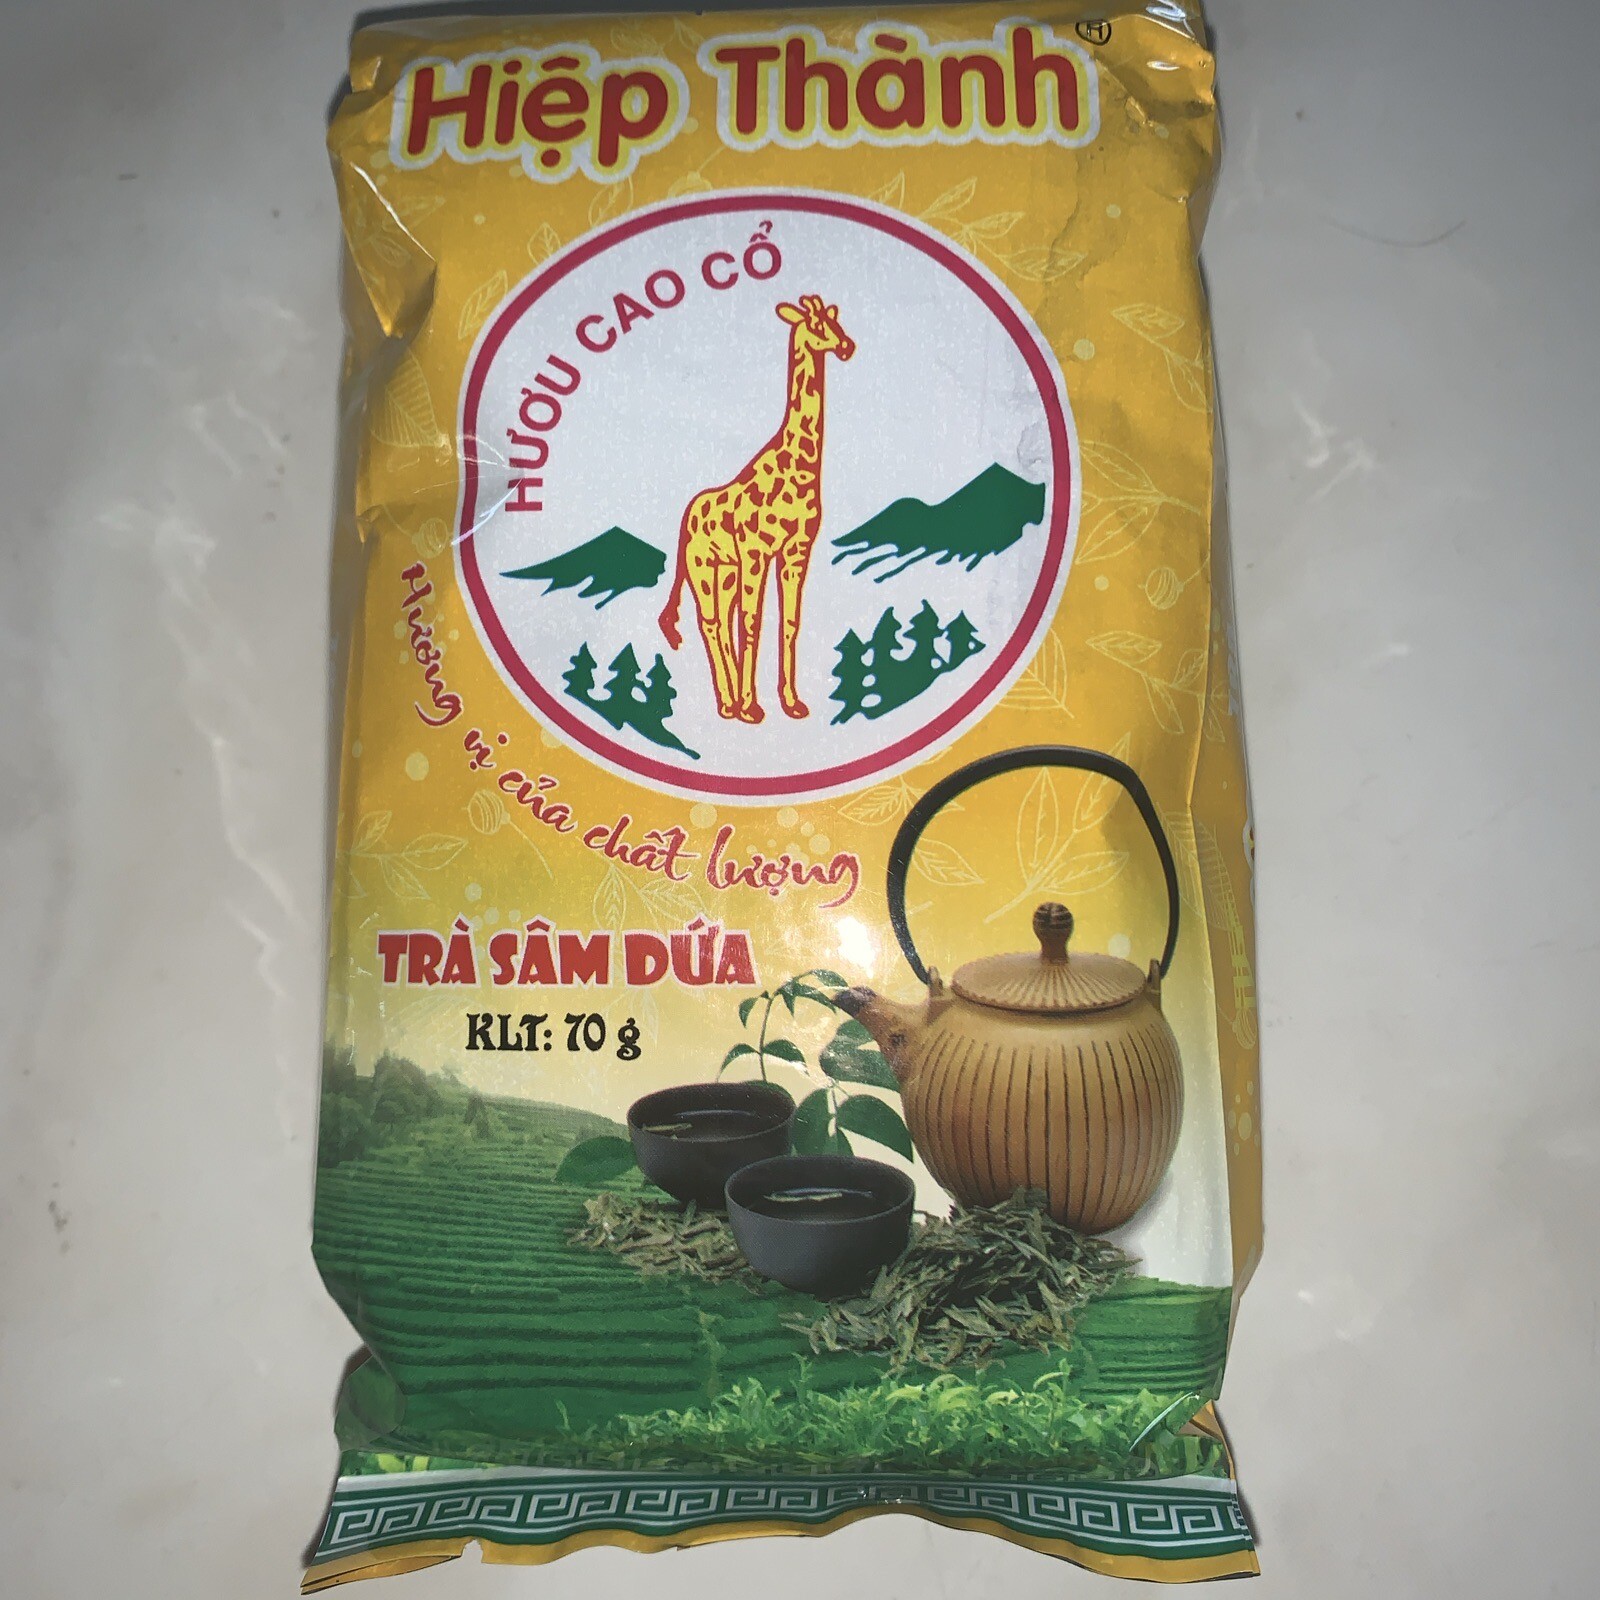 Hiệp Thành
H
HƯƠU CAO CỔ
Hương vị của chất lượng
TRÀ SÂM DỨA
KLT: 70 g